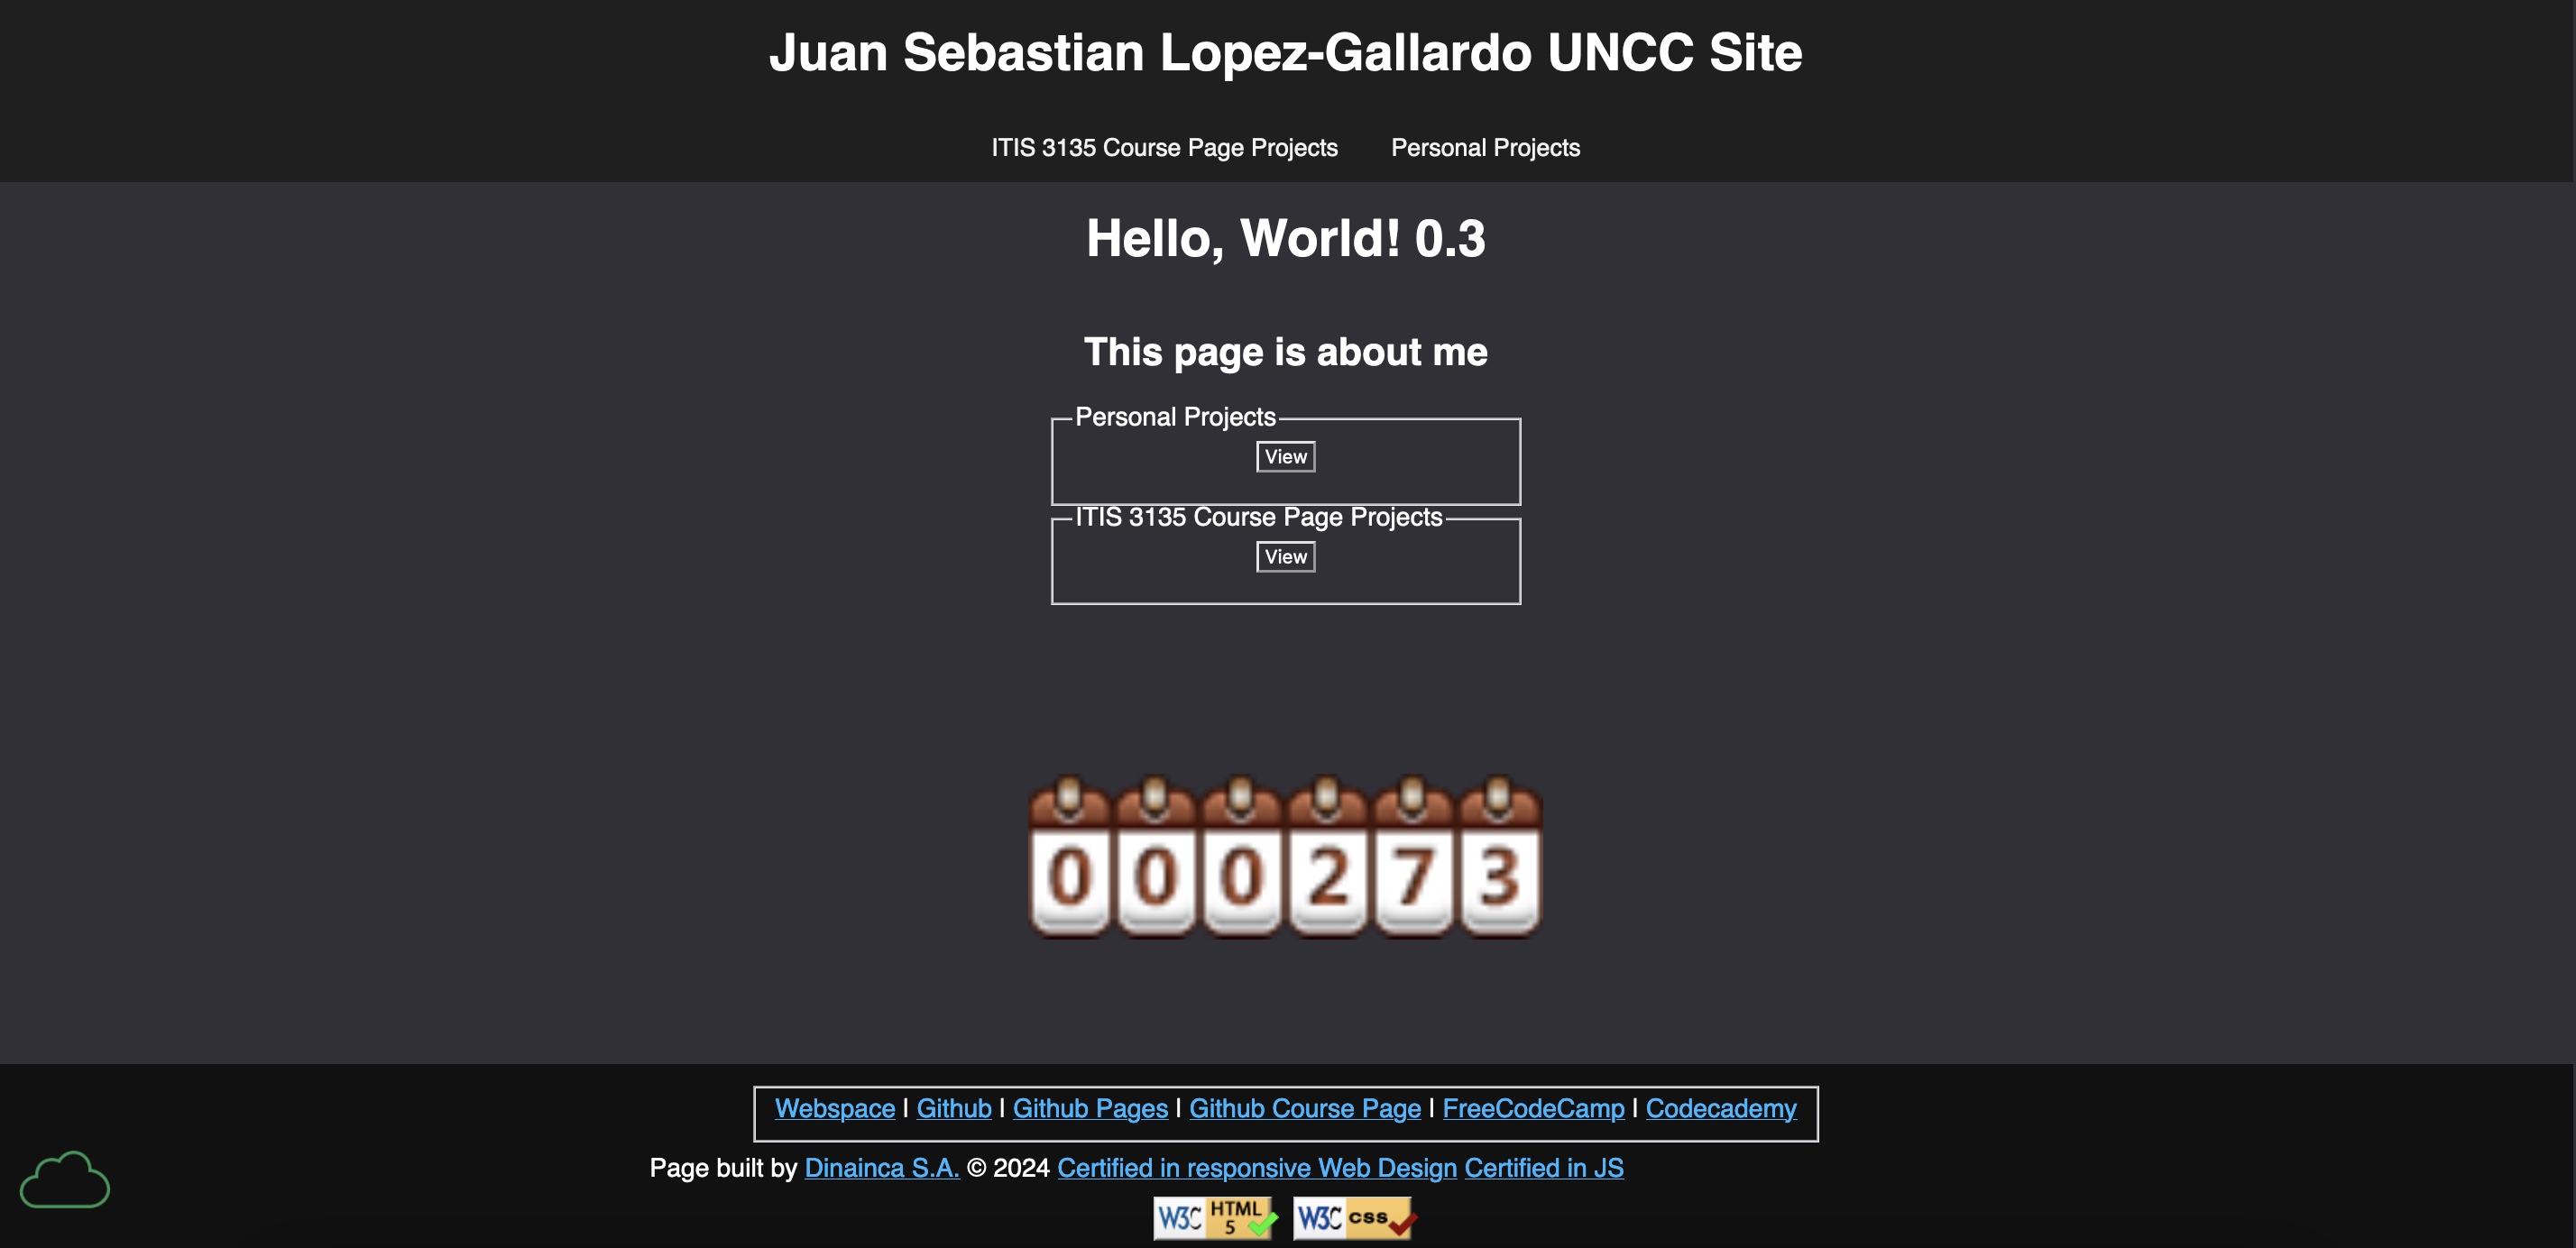 Juan Sebastian Lopez-Gallardo UNCC Site
ITIS 3135 Course Page Projects Personal Projects
Hello, World! 0.3
This page is about me
Personal Projects
View
ITIS 3135 Course Page Projects
View
000273
Webspace | Github | Github Pages | Github Course Page | FreeCodeCamp | Codecademy
Page built by Dinainca S.A. © 2024 Certified in responsive Web Design Certified in JS
W3C HTML 5 W3C css